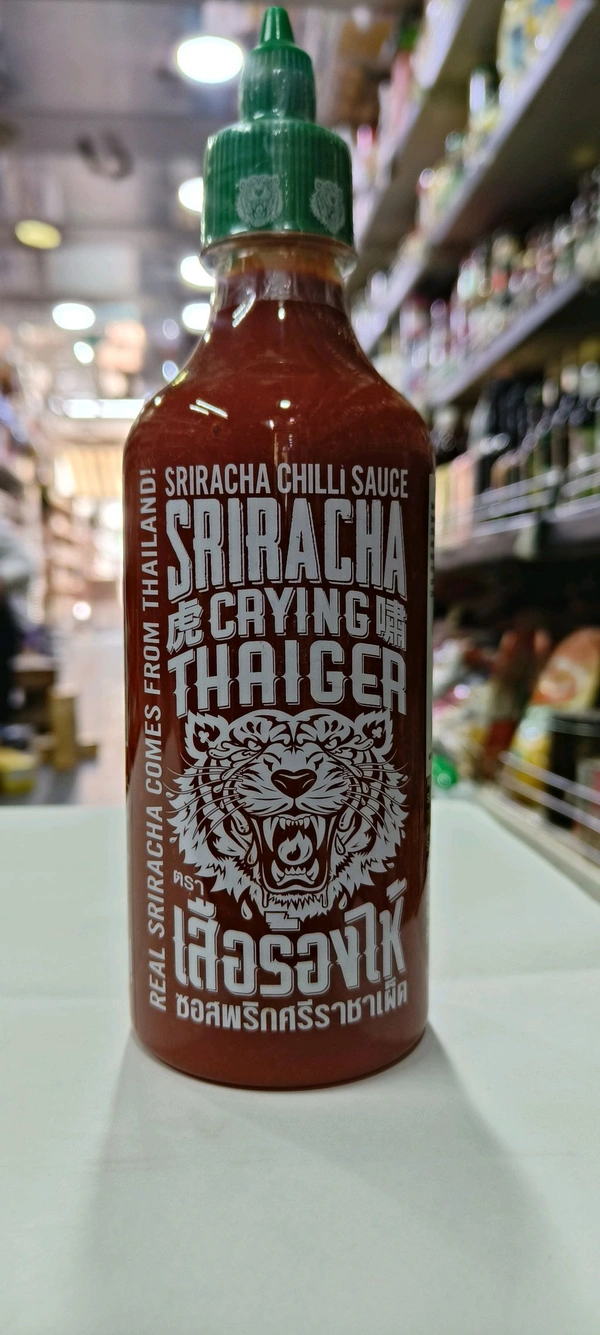 SRIRACHA CHILLI SAUCE
SRIRACHA
虎 CRYING 嘯
THAIGER
ตรา
เสือร้องไห้
ซอสพริกศรีราชาเผ็ด
REAL SRIRACHA COMES FROM THAILAND!